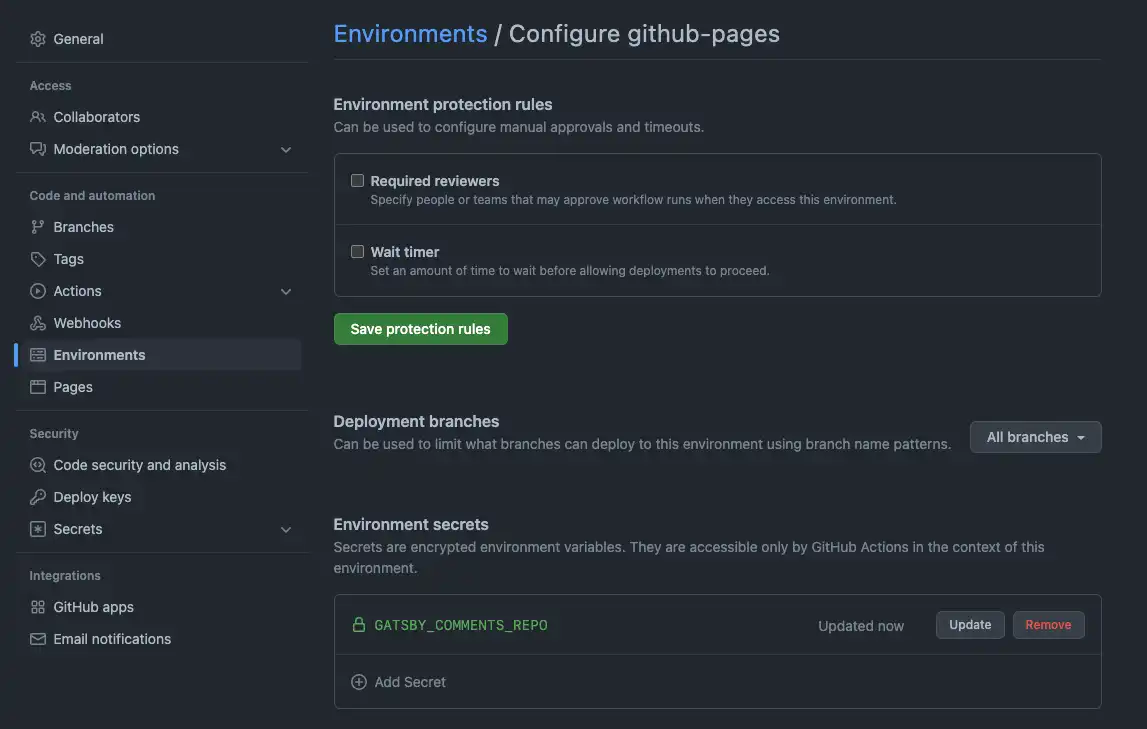 General
Access
Collaborators
Moderation options
Code and automation
Branches
Tags
Actions
Webhooks
Environments
Pages
Security
Code security and analysis
Deploy keys
Secrets
Integrations
GitHub apps
Email notifications
Environments / Configure github-pages
Environment protection rules
Can be used to configure manual approvals and timeouts.
Required reviewers
Specify people or teams that may approve workflow runs when they access this environment.
Wait timer
Set an amount of time to wait before allowing deployments to proceed.
Save protection rules
Deployment branches
Can be used to limit what branches can deploy to this environment using branch name patterns.
All branches
Environment secrets
Secrets are encrypted environment variables. They are accessible only by GitHub Actions in the context of this
environment.
GATSBY_COMMENTS_REPO Updated now Update Remove
Add Secret